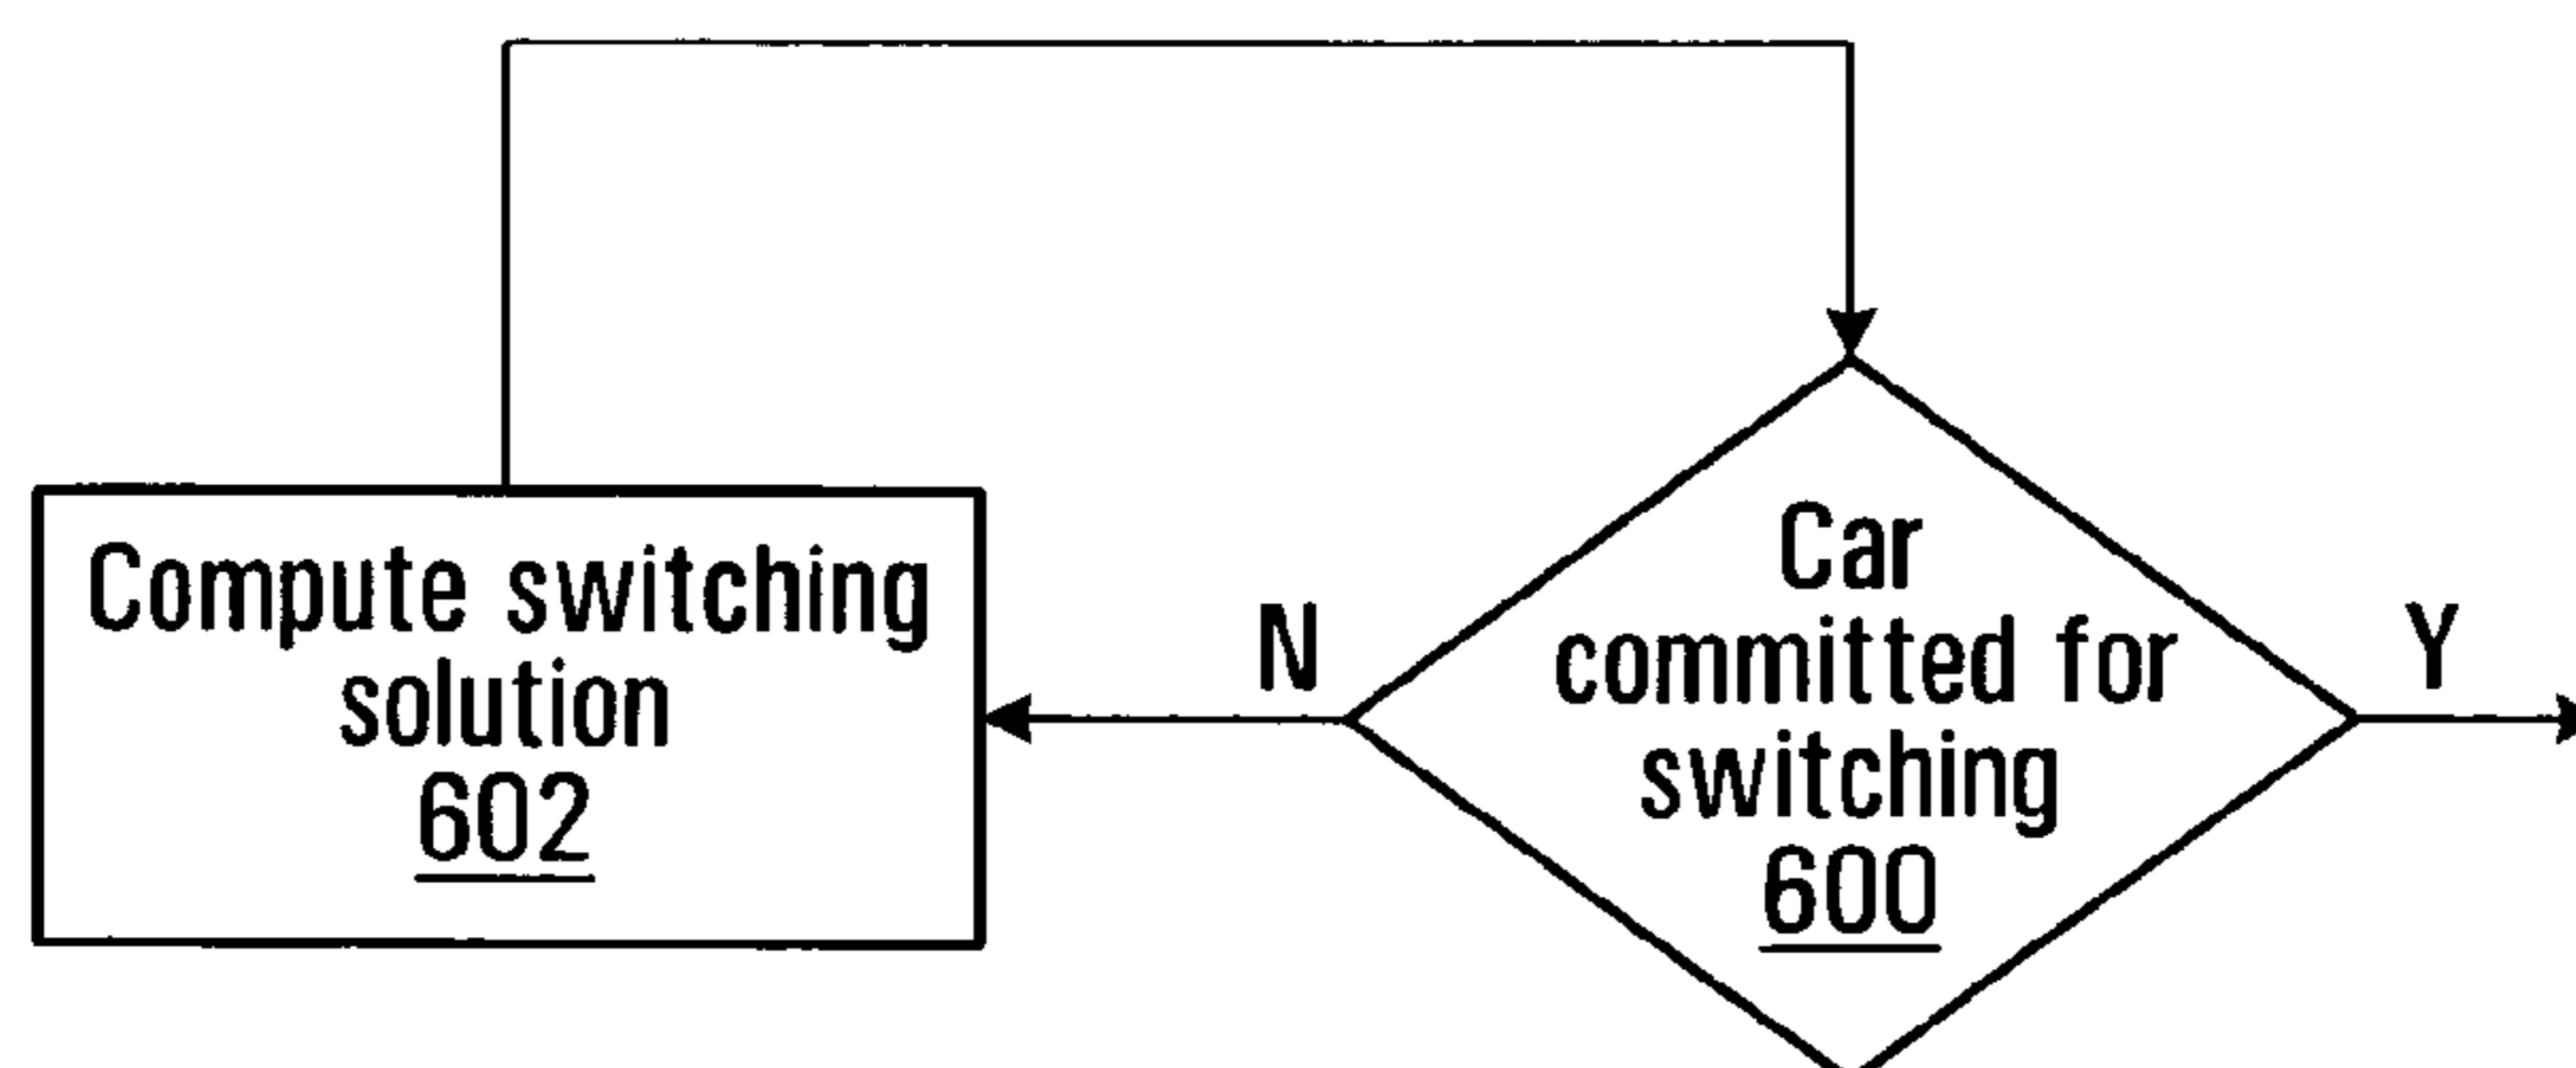 Compute switching
solution
602
N
Car
committed for
switching
600
Y